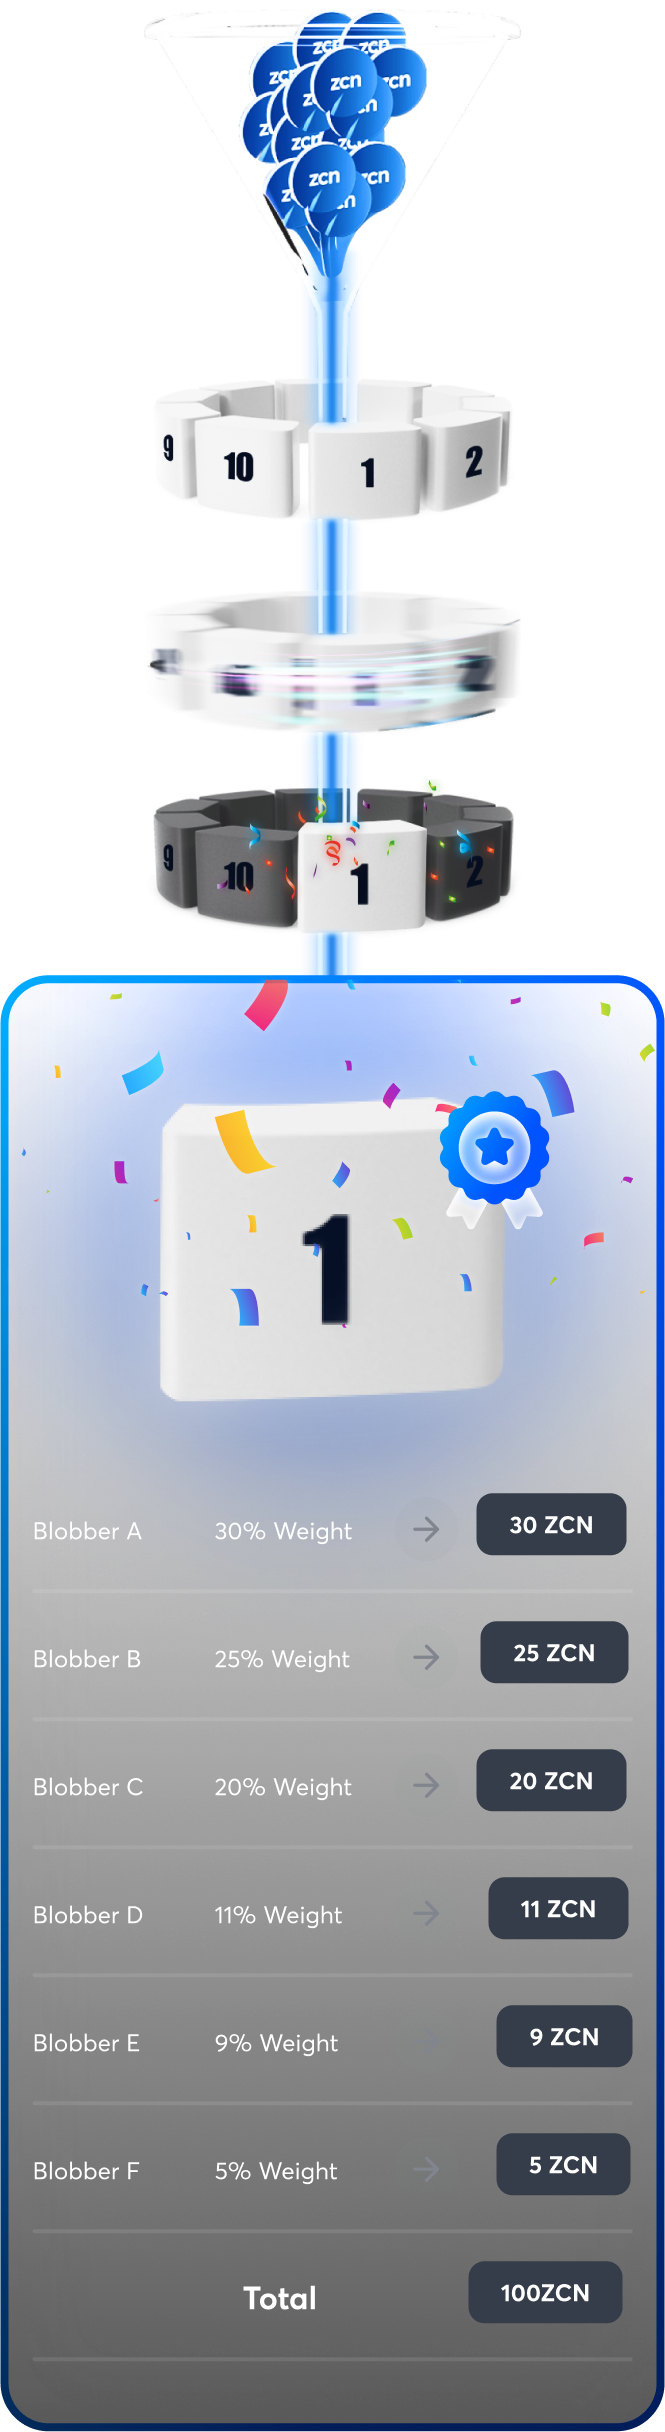 zcn zcn
zcn zcn zcn
zcn
zcn zcn
9 10 1 2
9 10 1 2
1
Blobber A 30% Weight → 30 ZCN
Blobber B 25% Weight → 25 ZCN
Blobber C 20% Weight → 20 ZCN
Blobber D 11% Weight → 11 ZCN
Blobber E 9% Weight 9 ZCN
Blobber F 5% Weight → 5 ZCN
Total 100ZCN